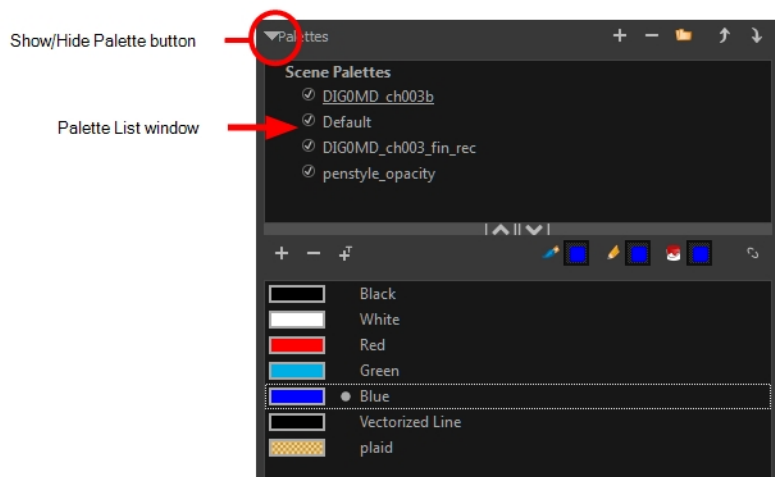 Show/Hide Palette button
Palettes
Scene Palettes
DIG0MD_ch003b
Palette List window
Default
DIG0MD_ch003_fin_rec
penstyle_opacity
Black
White
Red
Green
Blue
Vectorized Line
plaid